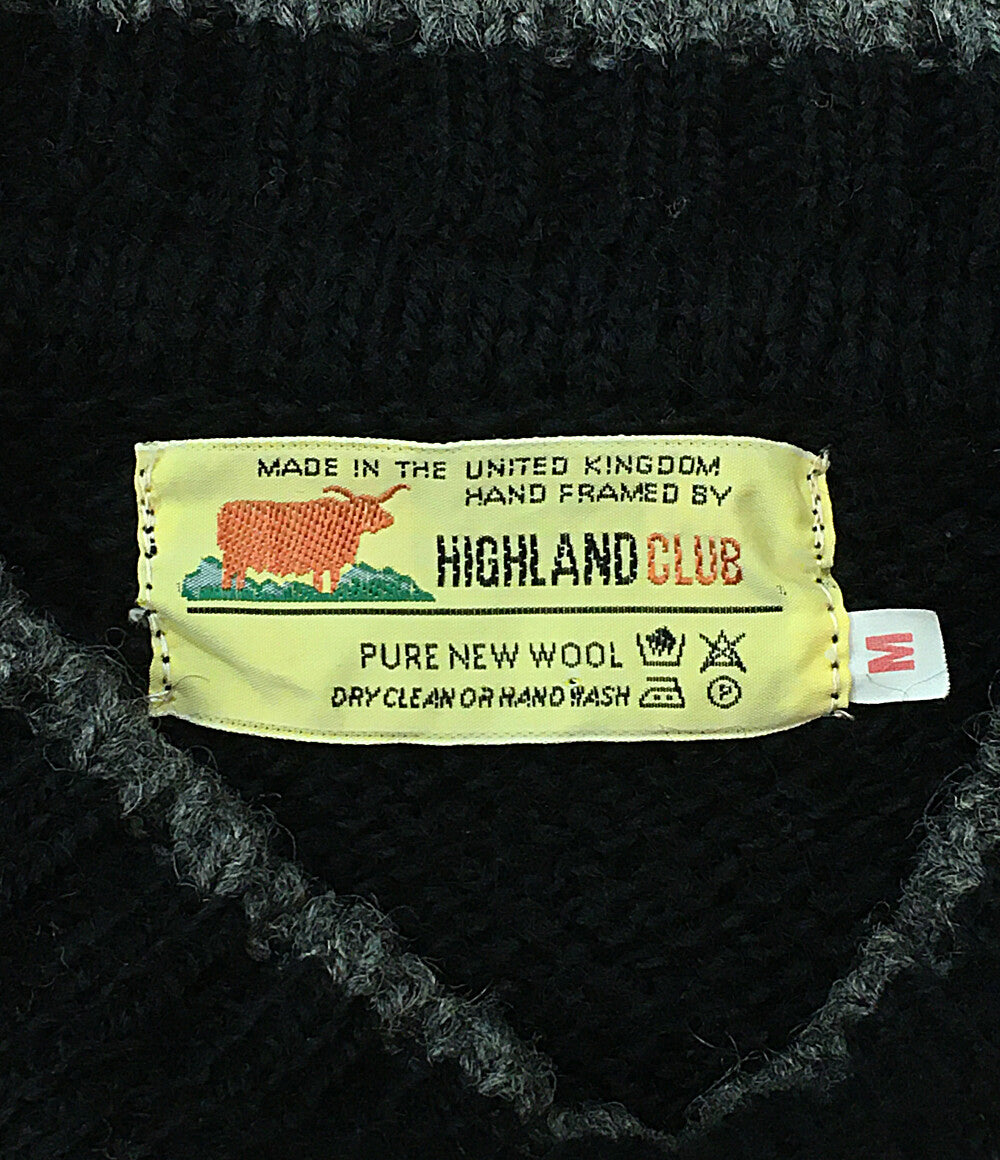 MADE IN THE UNITED KINGDOM
HAND FRAMED BY
HIGHLAND CLUB
PURE NEW WOOL
DRY CLEAN OR HAND WASH
P
M